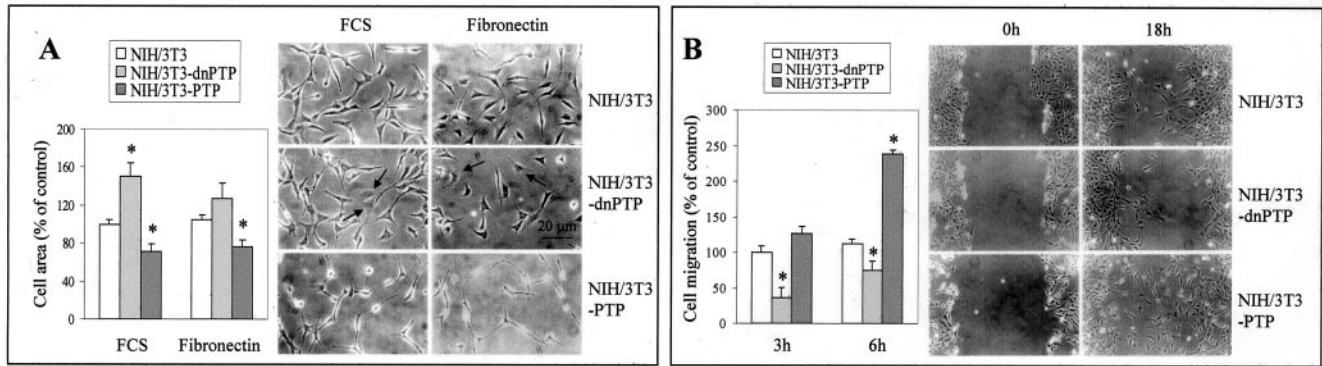 A
NIH/3T3
NIH/3T3-dnPTP
NIH/3T3-PTP
Cell area (% of control)
200
160
120
80
40
0
*
*
*
FCS
Fibronectin
FCS
Fibronectin
NIH/3T3
NIH/3T3
-dnPTP
20 µm
NIH/3T3
-PTP
B
NIH/3T3
NIH/3T3-dnPTP
NIH/3T3-PTP
Cell migration (% of control)
300
250
200
150
100
50
0
*
*
*
3h
6h
0h
18h
NIH/3T3
NIH/3T3
-dnPTP
NIH/3T3
-PTP